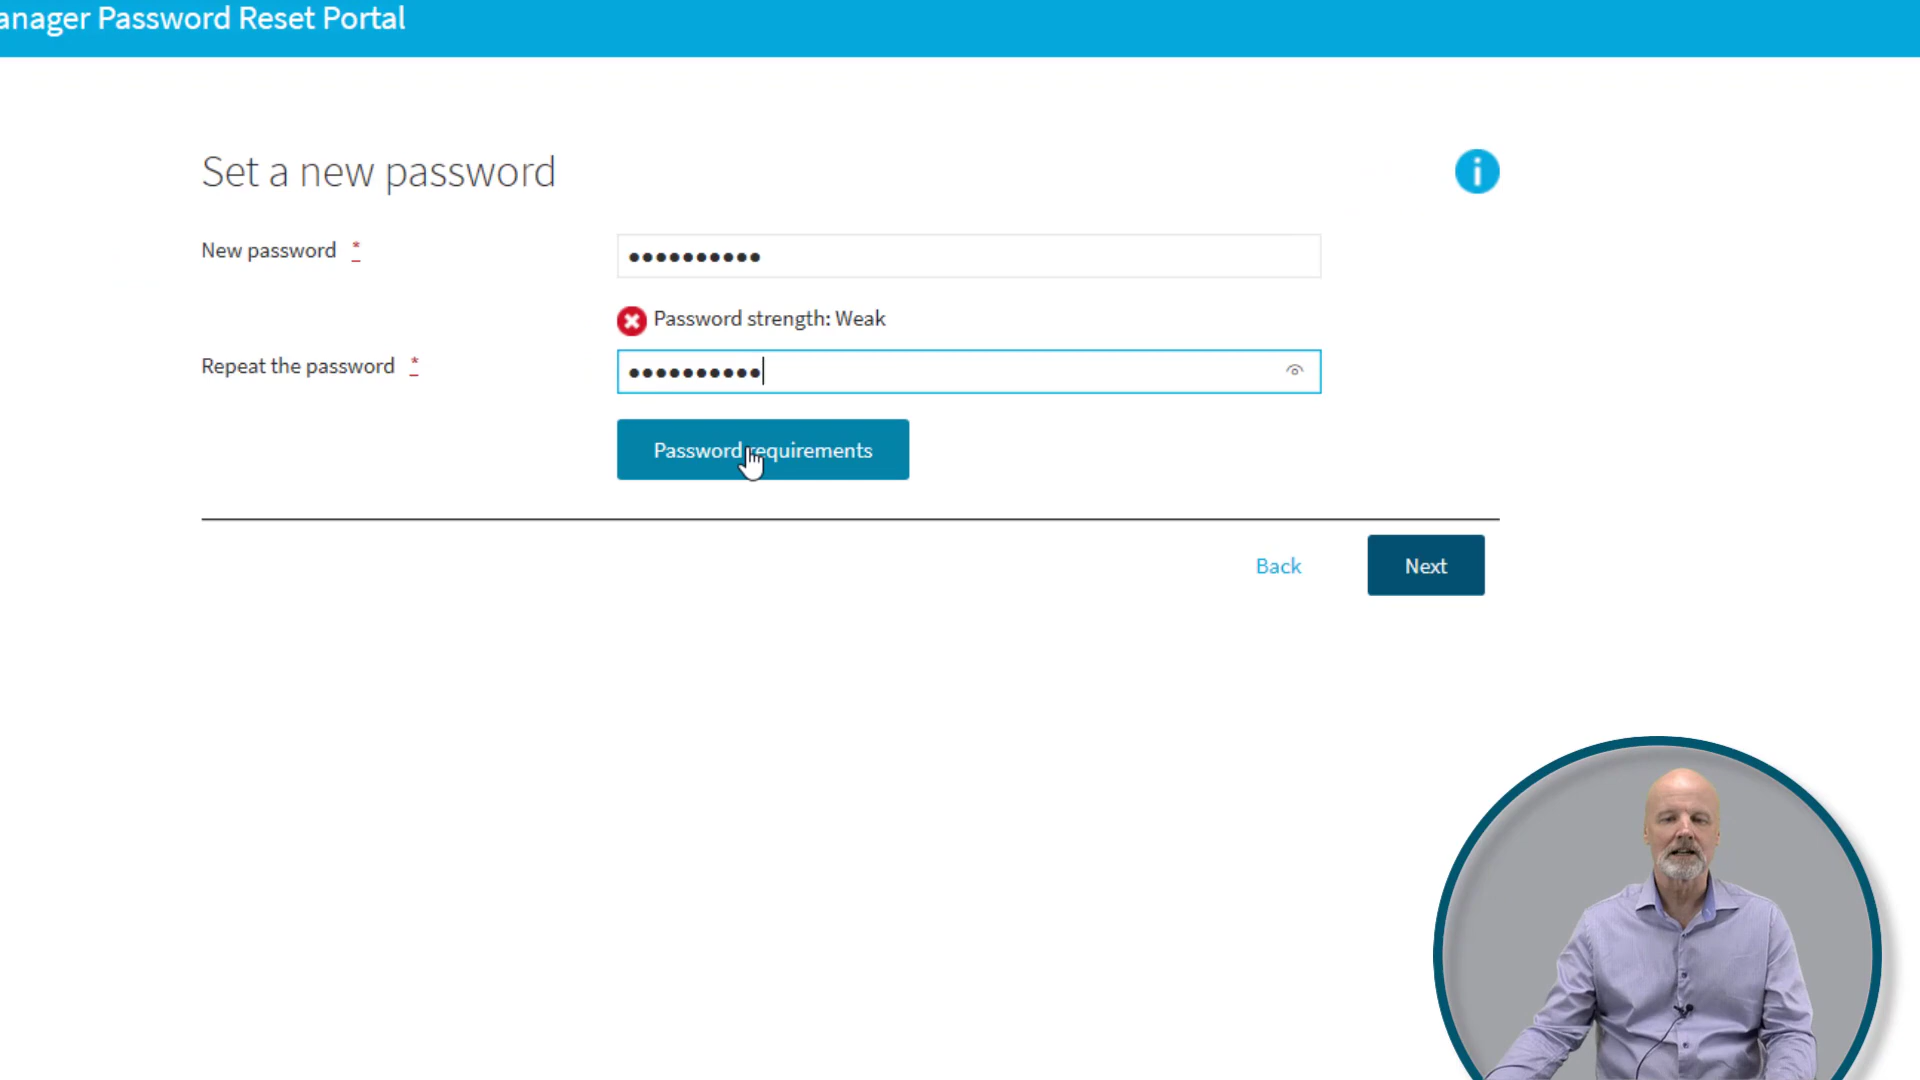 anager Password Reset Portal
Set a new password
New password *
Password strength: Weak
Repeat the password *
Password requirements
Back
Next